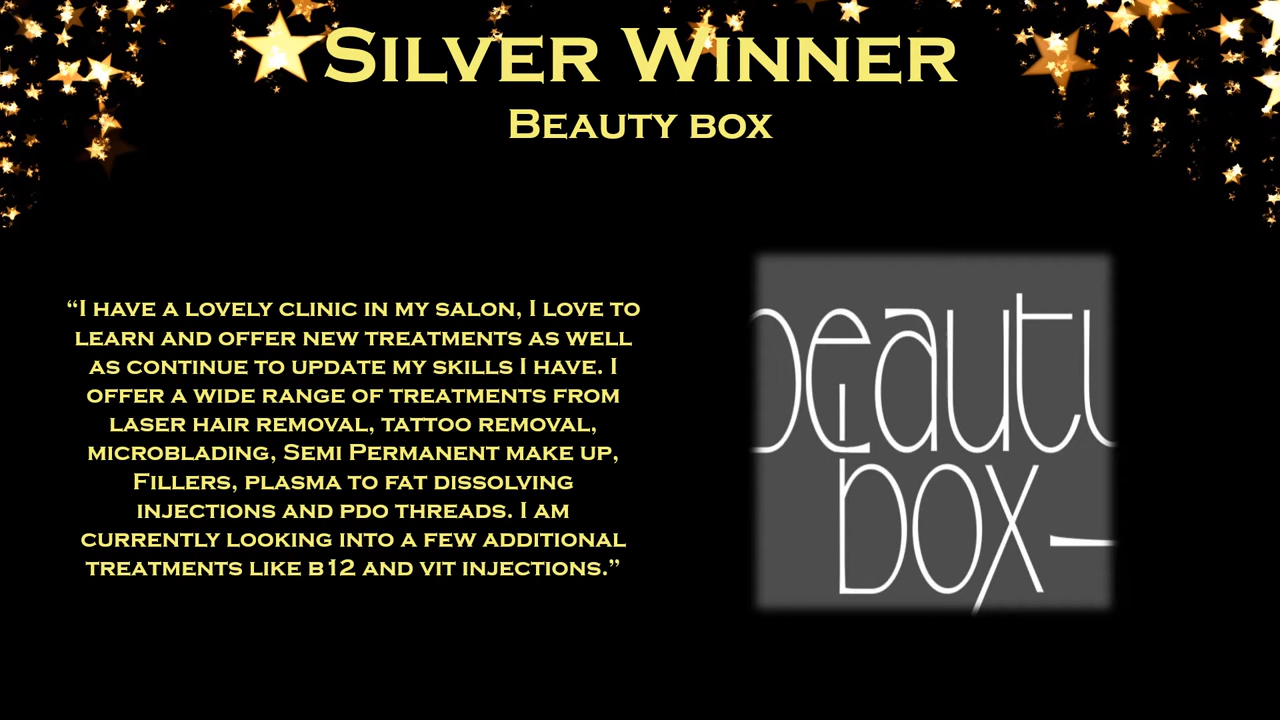 Silver Winner
Beauty box
“I have a lovely clinic in my salon, I love to
learn and offer new treatments as well
as continue to update my skills I have. I
offer a wide range of treatments from
laser hair removal, tattoo removal,
microblading, Semi Permanent make up,
Fillers, plasma to fat dissolving
injections and pdo threads. I am
currently looking into a few additional
treatments like b12 and vit injections.”
beauty
box